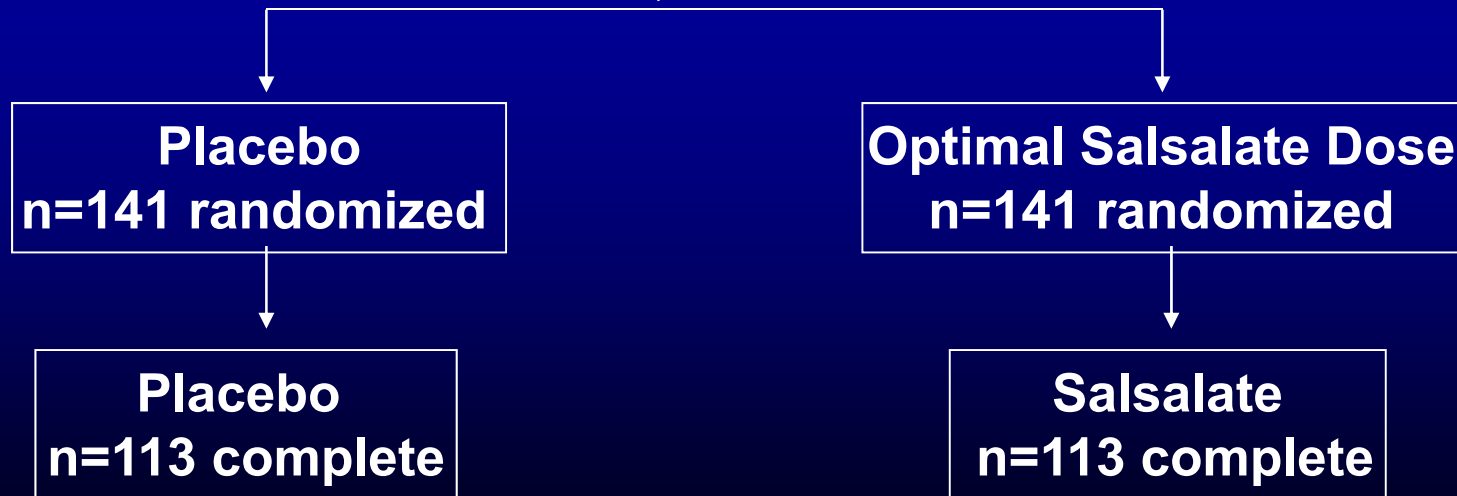 Placebo
n=141 randomized
Optimal Salsalate Dose
n=141 randomized
Placebo
n=113 complete
Salsalate
n=113 complete